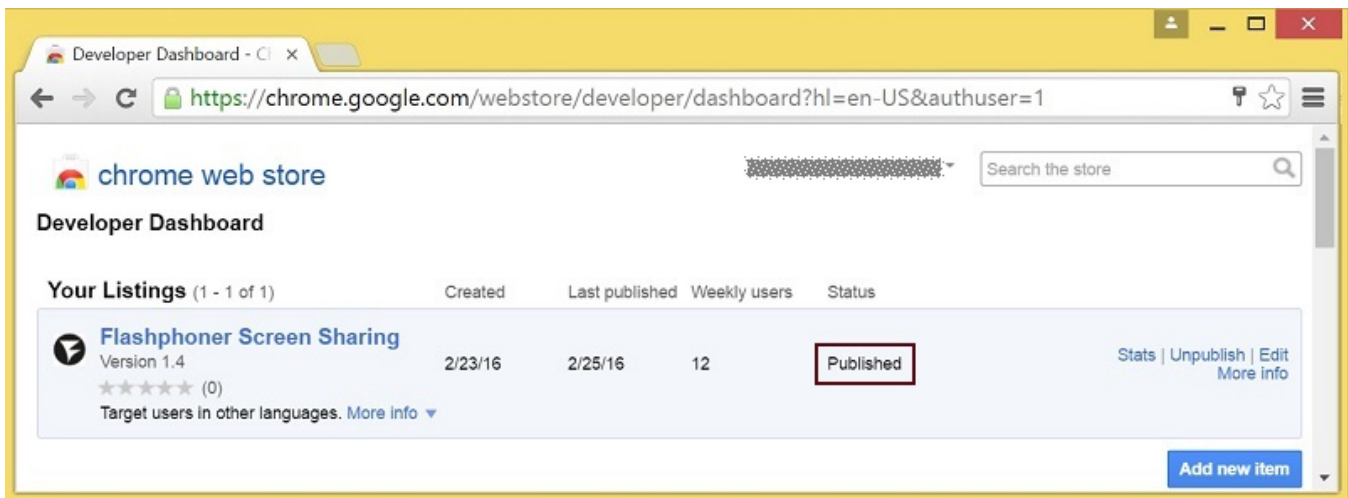 Developer Dashboard - C
https://chrome.google.com/webstore/developer/dashboard?hl=en-US&authuser=1
chrome web store
Search the store
Developer Dashboard
Your Listings (1 - 1 of 1) Created Last published Weekly users Status
Flashphoner Screen Sharing
Version 1.4
(0)
2/23/16 2/25/16 12 Published
Stats | Unpublish | Edit
More info
Target users in other languages. More info
Add new item